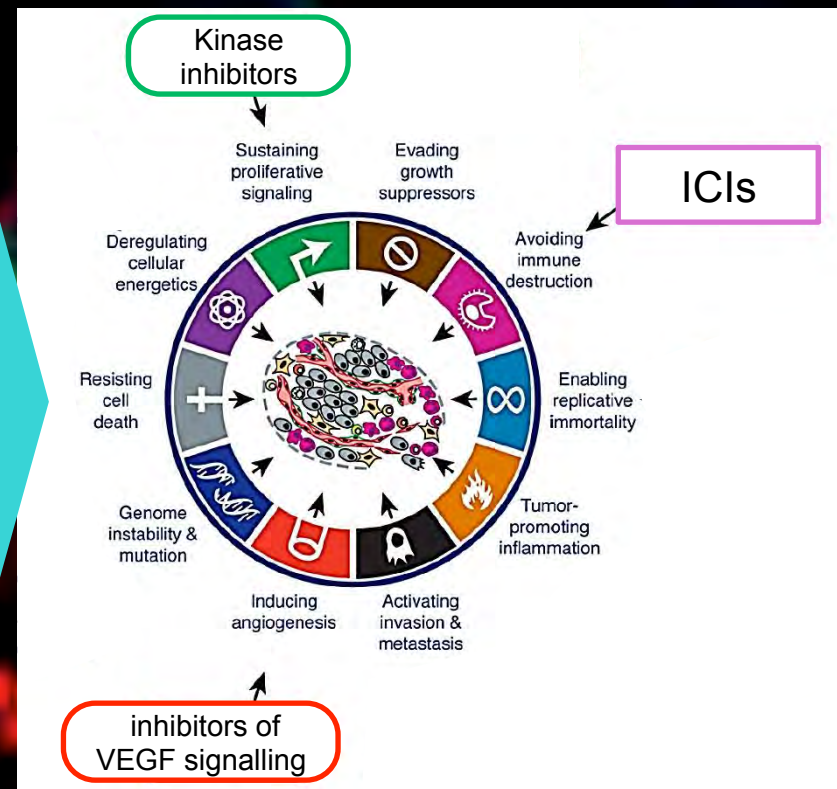 Kinase
inhibitors
Sustaining
proliferative
signaling
Evading
growth
suppressors
ICIs
Deregulating
cellular
energetics
Avoiding
immune
destruction
Resisting
cell
death
Enabling
replicative
immortality
Genome
instability &
mutation
Tumor-
promoting
inflammation
Inducing
angiogenesis
Activating
invasion &
metastasis
inhibitors of
VEGF signalling